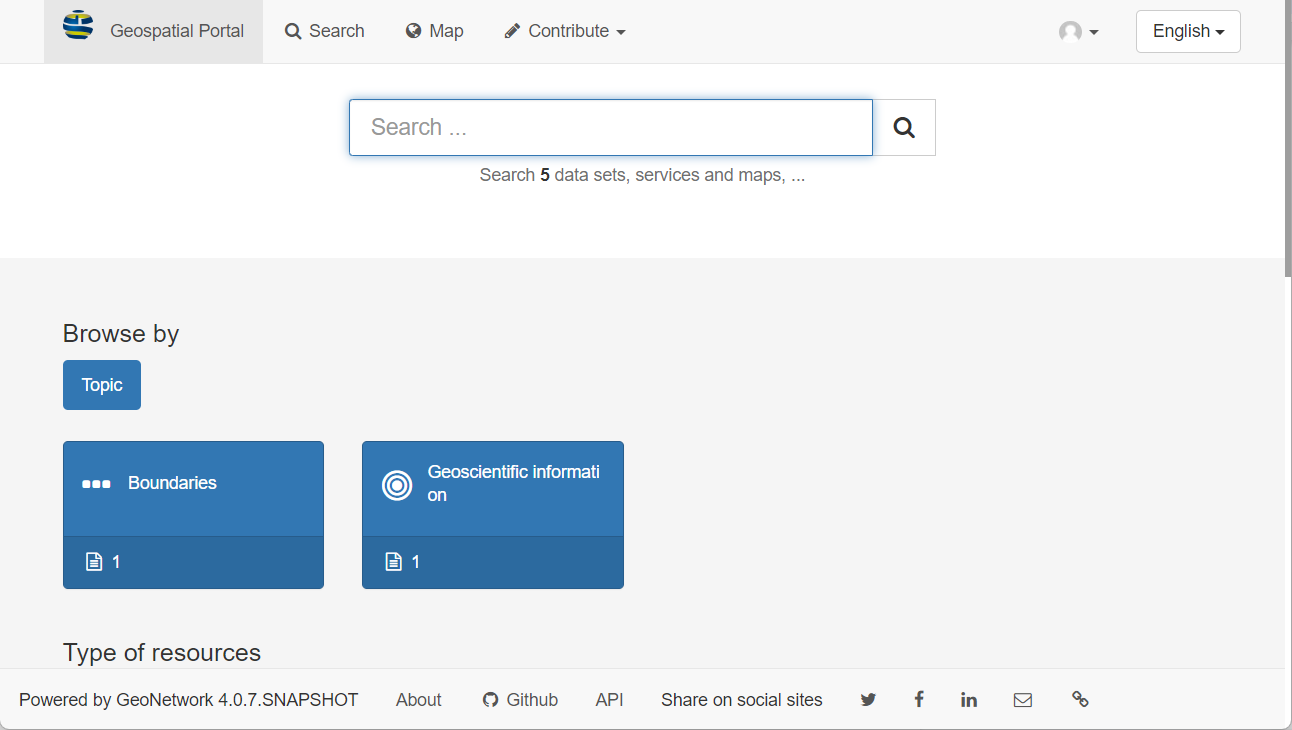 Geospatial Portal Search Map Contribute English
Search ...
Search 5 data sets, services and maps, ...
Browse by
Topic
Boundaries
Geoscientific informati
on
1
1
Type of resources
Powered by GeoNetwork 4.0.7.SNAPSHOT About Github API Share on social sites